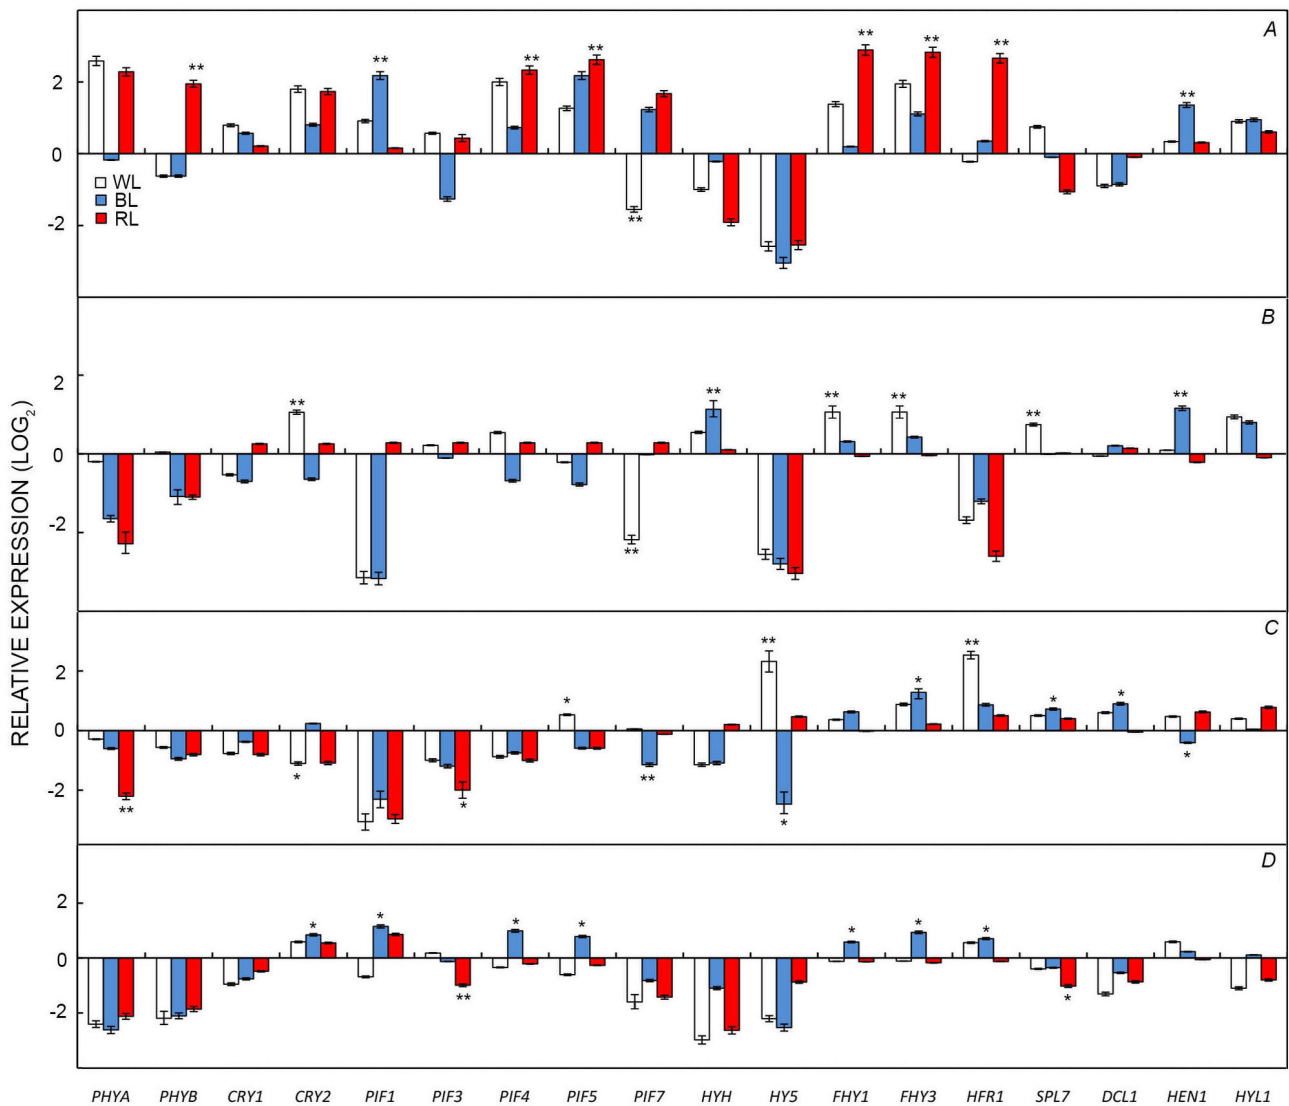 A
** ** ** ** ** ** ** **
2
0
-2
WL
BL
RL
**
**
B
2
0
-2
** ** ** ** ** **
**
C
2
0
-2
** **
* * * *
* ** * ** * *
D
2
0
-2
* * * * * * *
** *
RELATIVE EXPRESSION (LOG2)
PHYA PHYB CRY1 CRY2 PIF1 PIF3 PIF4 PIF5 PIF7 HYH HY5 FHY1 FHY3 HFR1 SPL7 DCL1 HEN1 HYL1